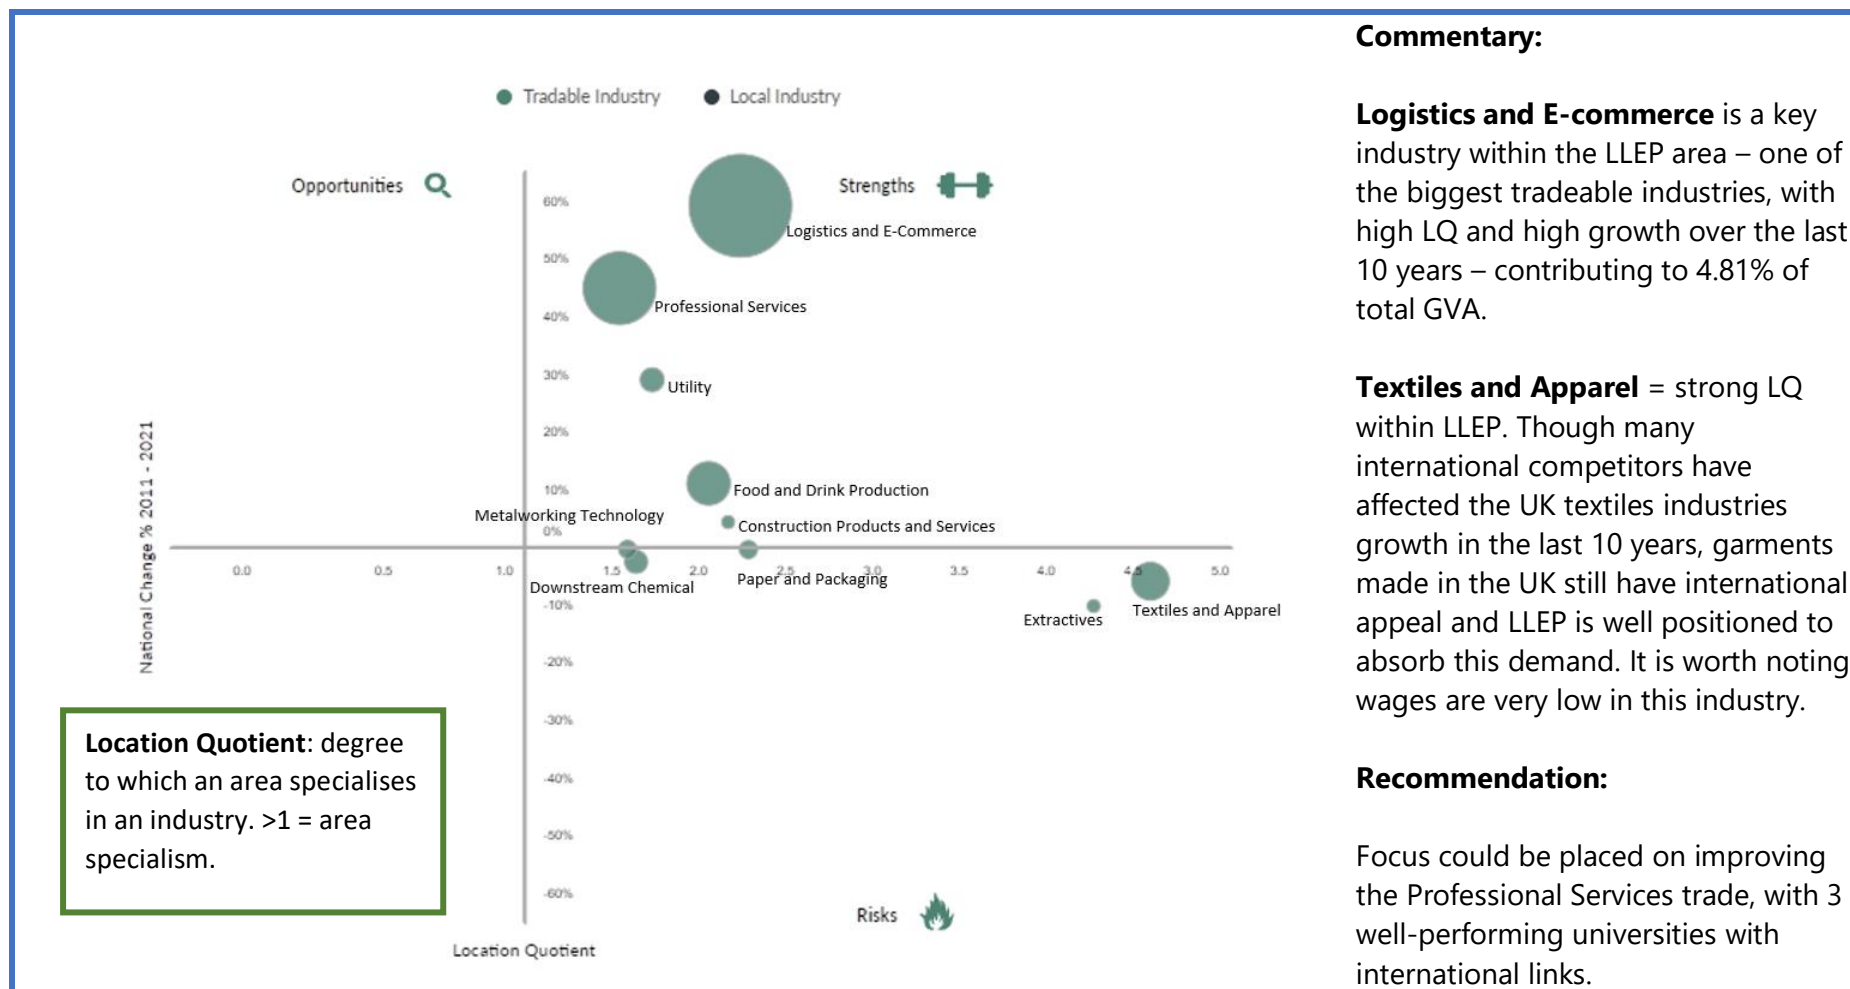 Tradable Industry
Local Industry
Opportunities
Strengths
60%
Logistics and E-Commerce
50%
Professional Services
40%
30%
Utility
20%
10%
Food and Drink Production
Metalworking Technology
Construction Products and Services
0%
0.0
0.5
1.0
1.5
2.0
2.5
3.0
3.5
4.0
4.5
5.0
Downstream Chemical
Paper and Packaging
-10%
Extractives
Textiles and Apparel
-20%
-30%
-40%
-50%
-60%
Risks
National Change % 2011 - 2021
Location Quotient
Location Quotient: degree
to which an area specialises
in an industry. >1 = area
specialism.
Commentary:
Logistics and E-commerce is a key
industry within the LLEP area – one of
the biggest tradeable industries, with
high LQ and high growth over the last
10 years – contributing to 4.81% of
total GVA.
Textiles and Apparel = strong LQ
within LLEP. Though many
international competitors have
affected the UK textiles industries
growth in the last 10 years, garments
made in the UK still have international
appeal and LLEP is well positioned to
absorb this demand. It is worth noting
wages are very low in this industry.
Recommendation:
Focus could be placed on improving
the Professional Services trade, with 3
well-performing universities with
international links.